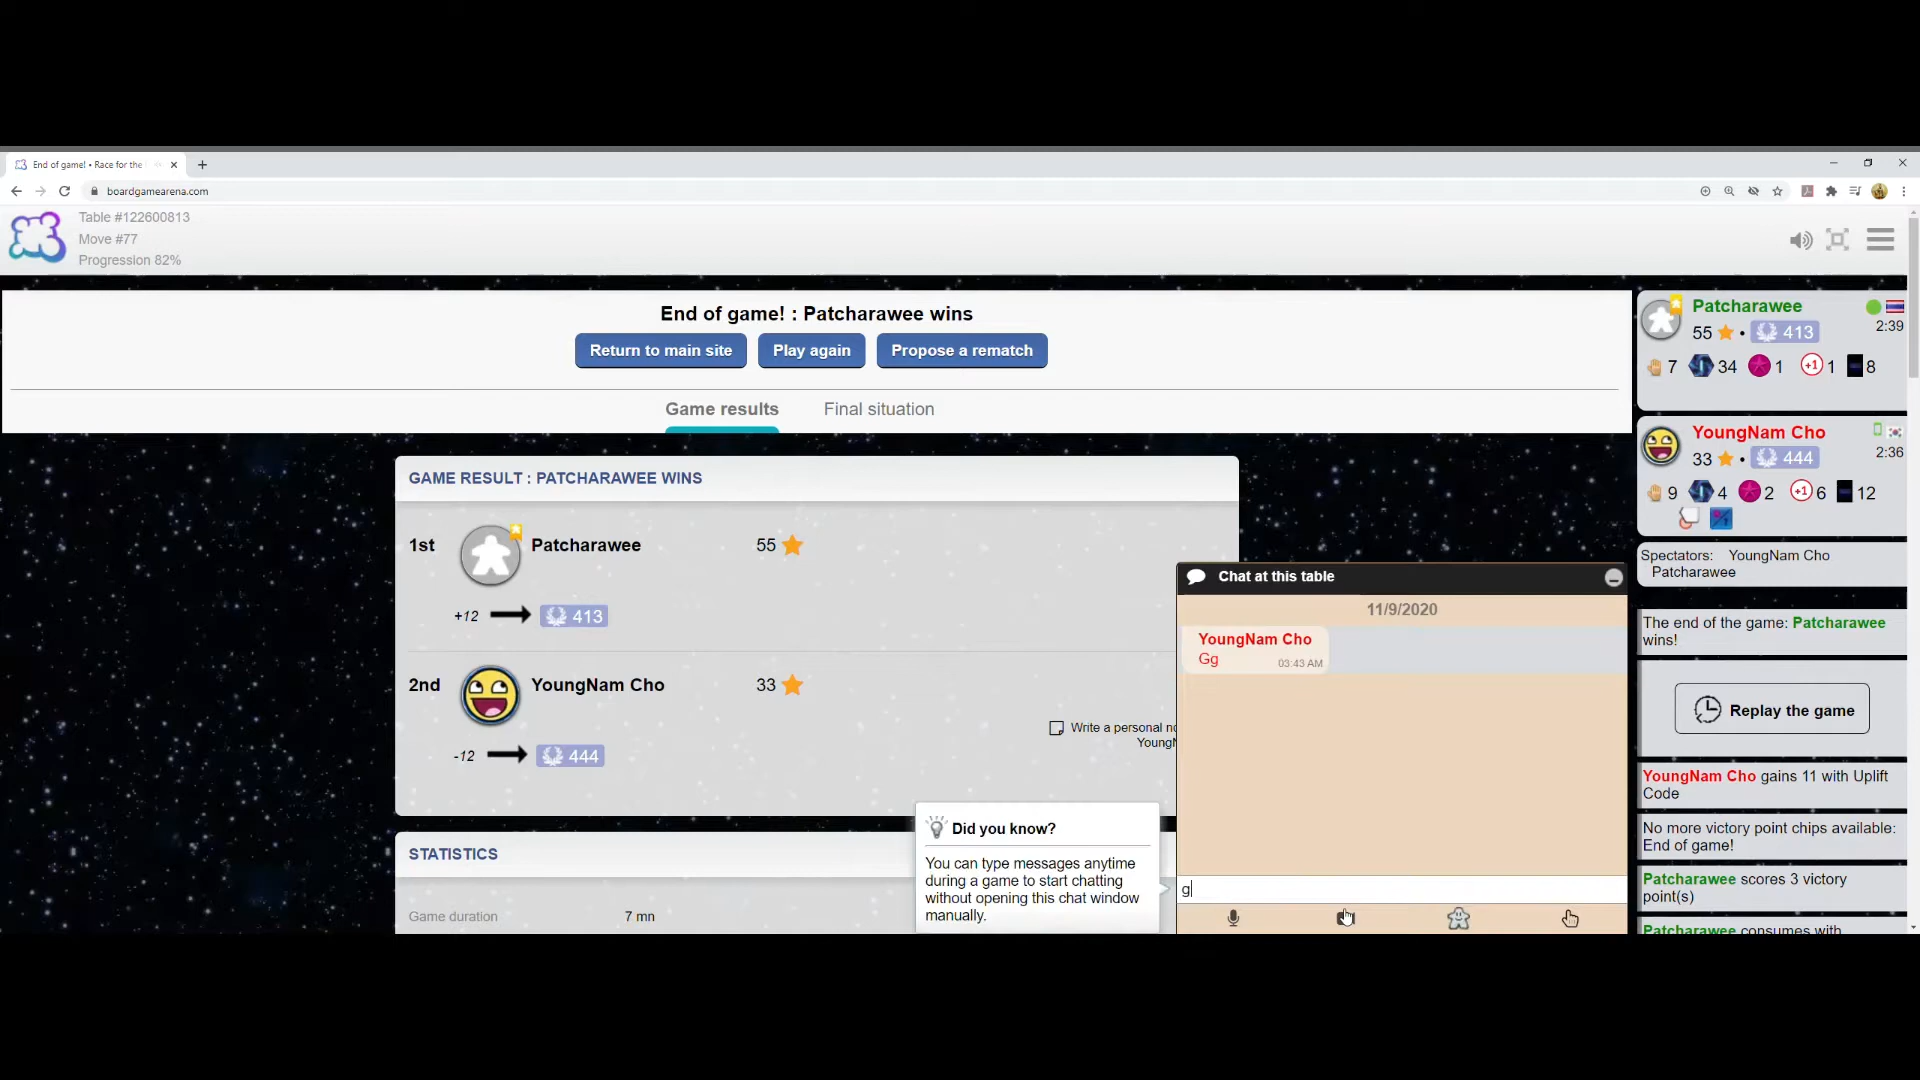 End of game! • Race for the
boardgamearena.com
Table #122600813
Move #77
Progression 82%
End of game! : Patcharawee wins
Return to main site
Play again
Propose a rematch
Game results
Final situation
GAME RESULT : PATCHARAWEE WINS
1st
Patcharawee
55
+12
413
2nd
YoungNam Cho
33
-12
444
Write a personal no
YoungN
STATISTICS
Game duration
7 mn
Did you know?
You can type messages anytime
during a game to start chatting
without opening this chat window
manually.
Chat at this table
11/9/2020
YoungNam Cho
Gg
03:43 AM
g
Patcharawee
2:39
55 • 413
7 34 1 +1 1 8
YoungNam Cho
2:36
33 • 444
9 4 2 +1 6 12
Spectators: YoungNam Cho
Patcharawee
The end of the game: Patcharawee
wins!
Replay the game
YoungNam Cho gains 11 with Uplift
Code
No more victory point chips available:
End of game!
Patcharawee scores 3 victory
point(s)
Patcharawee consumes with